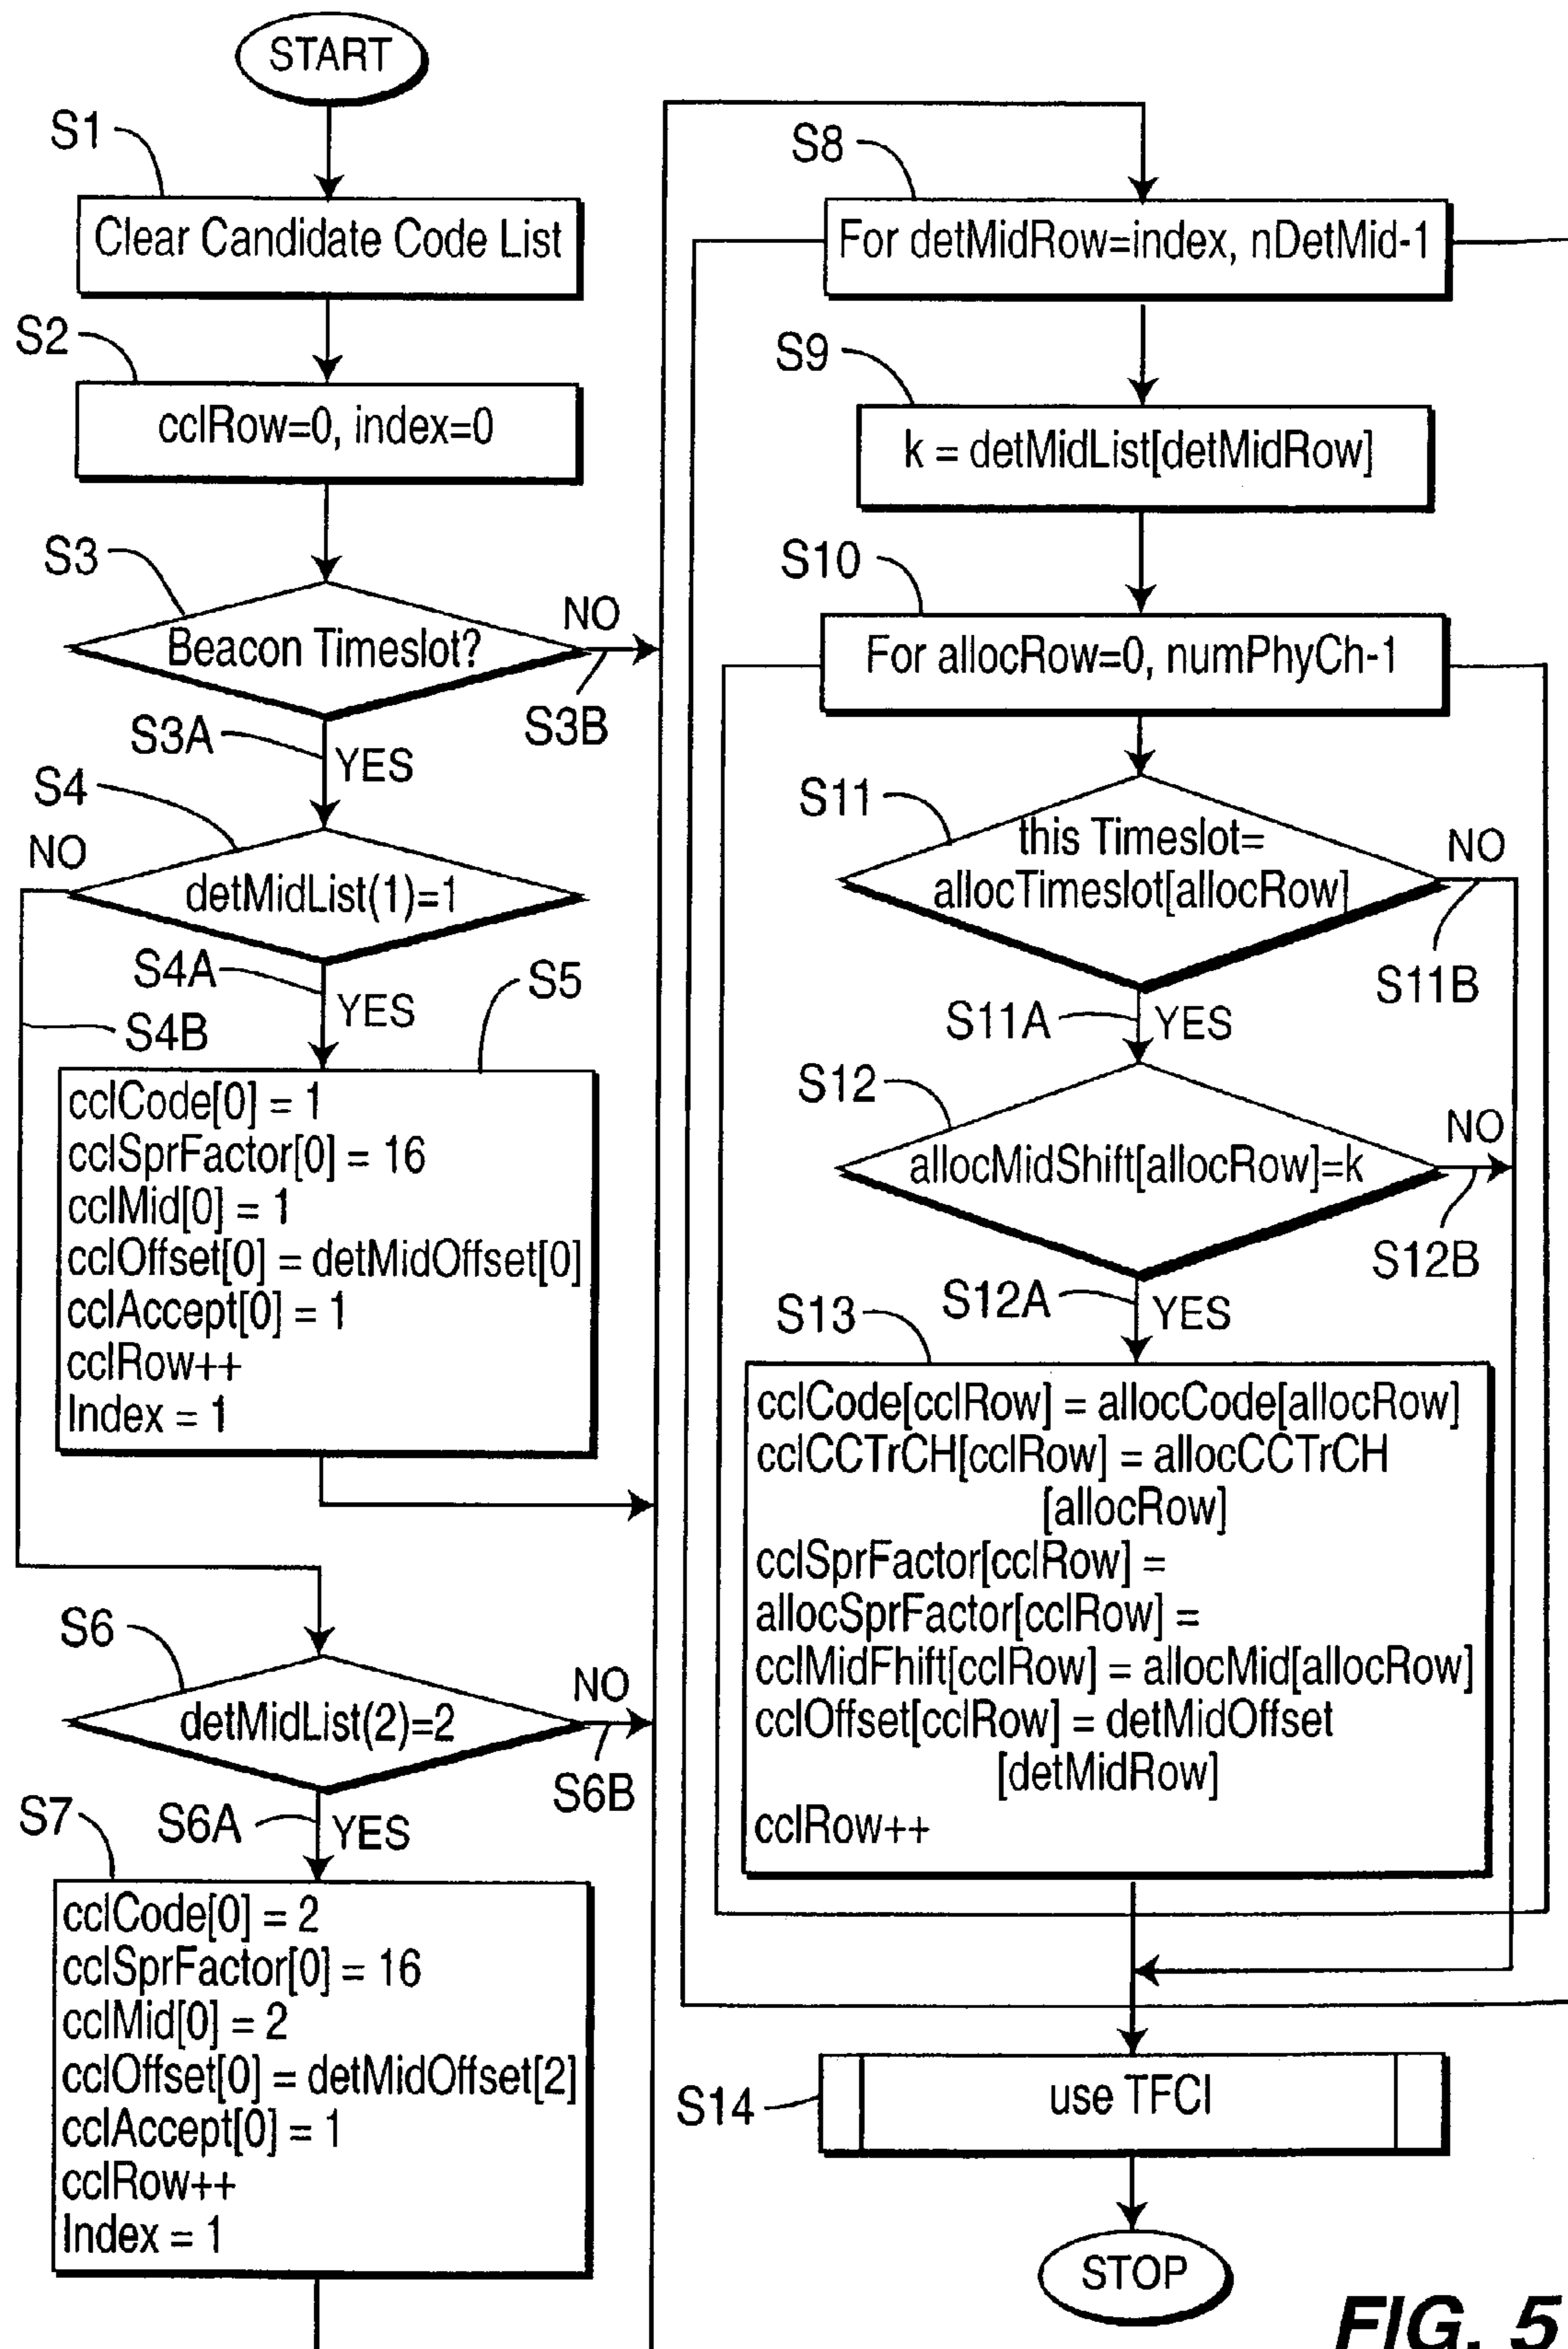 START
S1
Clear Candidate Code List
S2
cclRow=0, index=0
S3
Beacon Timeslot?
NO
S3B
S3A
YES
S4
NO
detMidList(1)=1
S4A
YES
S4B
S5
cclCode[0] = 1
cclSprFactor[0] = 16
cclMid[0] = 1
cclOffset[0] = detMidOffset[0]
cclAccept[0] = 1
cclRow++
Index = 1
S6
detMidList(2)=2
NO
S6B
S6A
YES
S7
cclCode[0] = 2
cclSprFactor[0] = 16
cclMid[0] = 2
cclOffset[0] = detMidOffset[2]
cclAccept[0] = 1
cclRow++
Index = 1
S8
For detMidRow=index, nDetMid-1
S9
k = detMidList[detMidRow]
S10
For allocRow=0, numPhyCh-1
S11
this Timeslot=
allocTimeslot[allocRow]
NO
S11B
S11A
YES
S12
allocMidShift[allocRow]=k
NO
S12B
S12A
YES
S13
cclCode[cclRow] = allocCode[allocRow]
cclCCTrCH[cclRow] = allocCCTrCH
[allocRow]
cclSprFactor[cclRow] =
allocSprFactor[cclRow] =
cclMidFhift[cclRow] = allocMid[allocRow]
cclOffset[cclRow] = detMidOffset
[detMidRow]
cclRow++
S14
use TFCI
STOP
FIG. 5